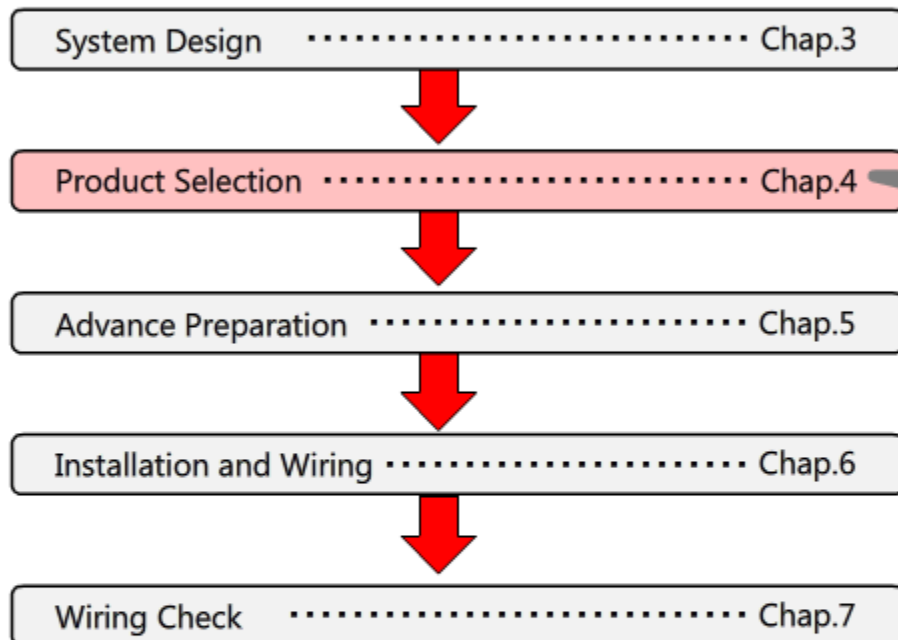 System Design ······························ Chap.3
Product Selection ····························· Chap.4
Advance Preparation ·························· Chap.5
Installation and Wiring ························· Chap.6
Wiring Check ································ Chap.7